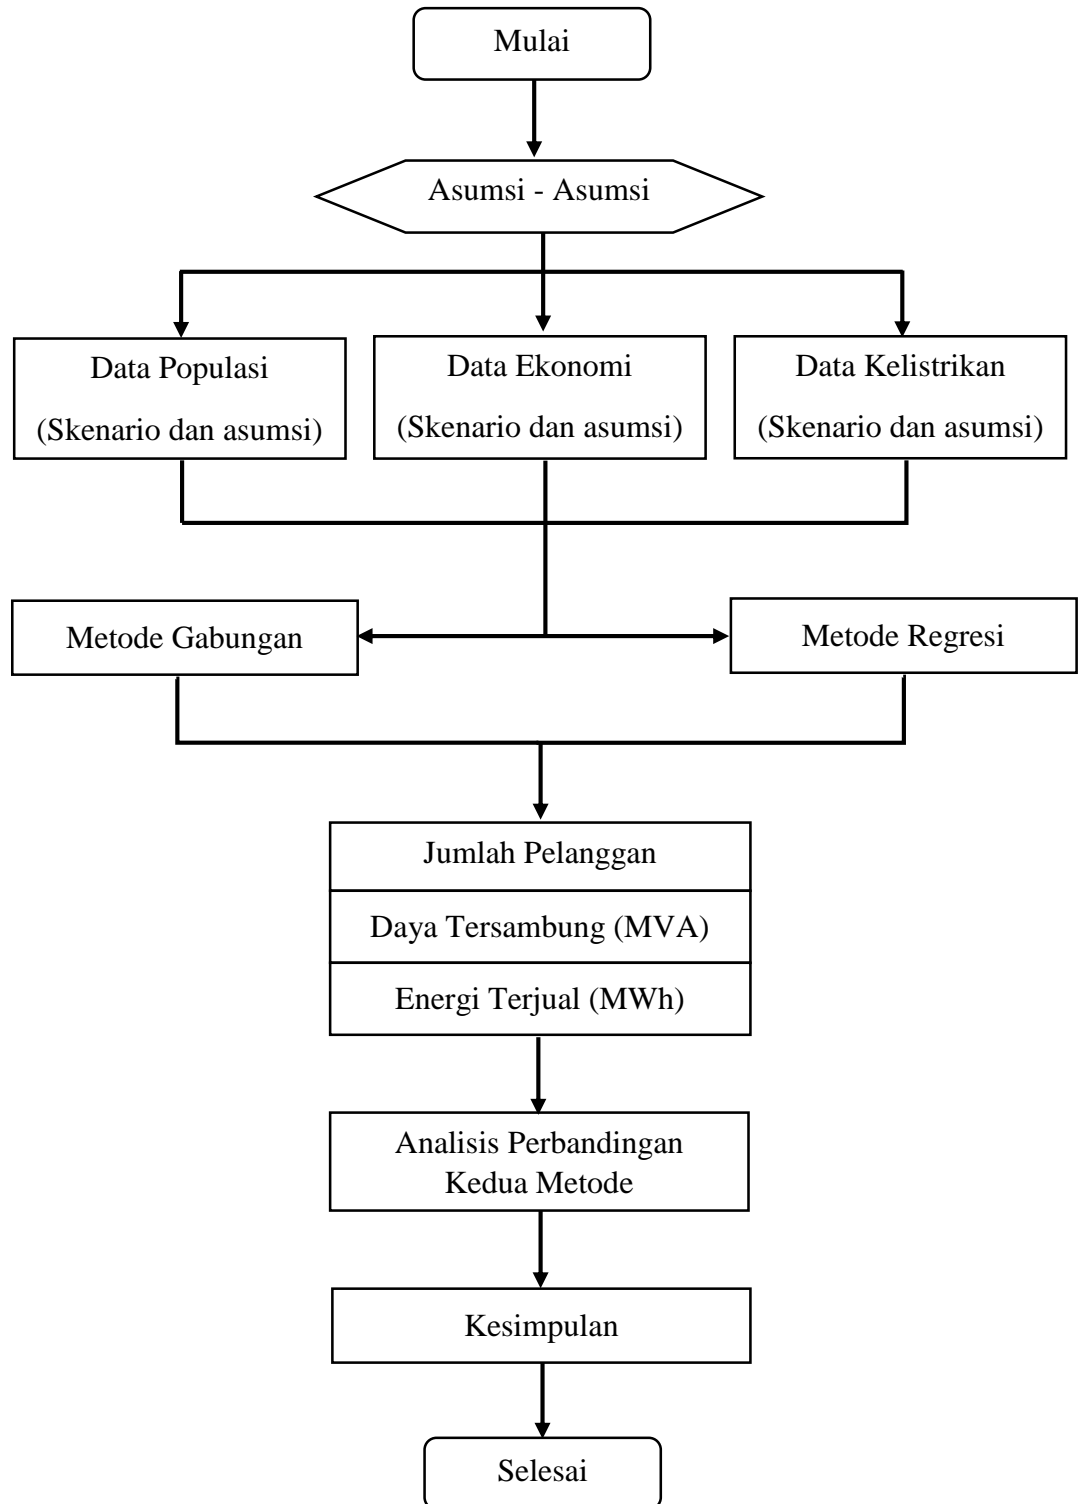 Mulai
Asumsi - Asumsi
Data Populasi
(Skenario dan asumsi)
Data Ekonomi
(Skenario dan asumsi)
Data Kelistrikan
(Skenario dan asumsi)
Metode Gabungan
Metode Regresi
Jumlah Pelanggan
Daya Tersambung (MVA)
Energi Terjual (MWh)
Analisis Perbandingan
Kedua Metode
Kesimpulan
Selesai